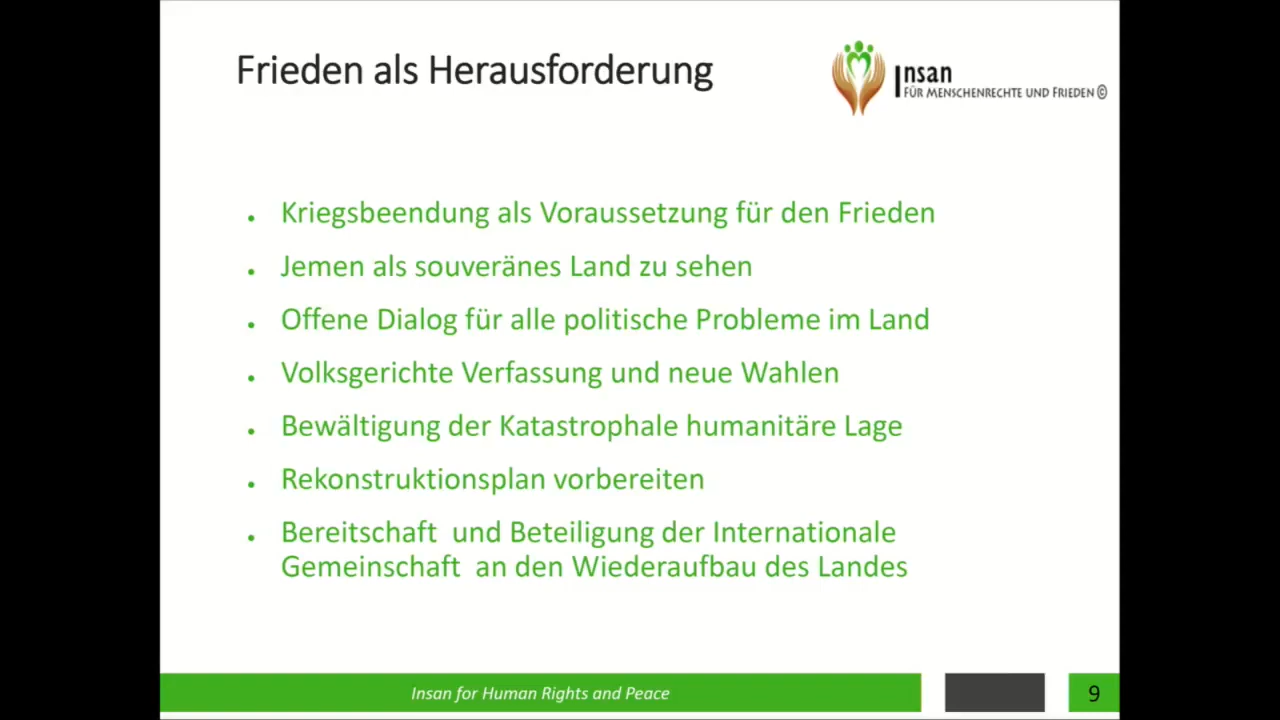 Frieden als Herausforderung
Insan
FÜR MENSCHENRECHTE UND FRIEDEN ©
• Kriegsbeendung als Voraussetzung für den Frieden
• Jemen als souveränes Land zu sehen
• Offene Dialog für alle politische Probleme im Land
• Volksgerichte Verfassung und neue Wahlen
• Bewältigung der Katastrophale humanitäre Lage
• Rekonstruktionsplan vorbereiten
• Bereitschaft  und Beteiligung der Internationale
Gemeinschaft  an den Wiederaufbau des Landes
Insan for Human Rights and Peace
9